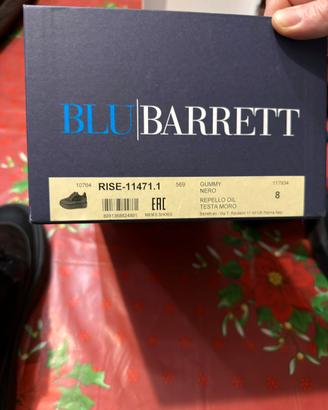 BLU|BARRETT
10764 RISE-11471.1 569 GUMMY 117934
NERO
8
REPELLO OIL
TESTA MORO
EAC
MEN'S SHOES